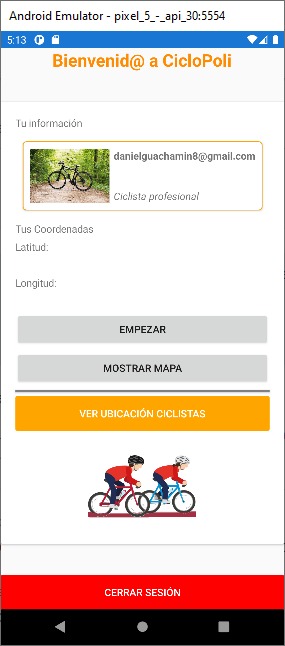 Android Emulator - pixel_5_-_api_30:5554
5:13
Bienvenid@ a CicloPoli
Tu información
danielguachamin8@gmail.com
Ciclista profesional
Tus Coordenadas
Latitud:
Longitud:
EMPEZAR
MOSTRAR MAPA
VER UBICACIÓN CICLISTAS
CERRAR SESIÓN